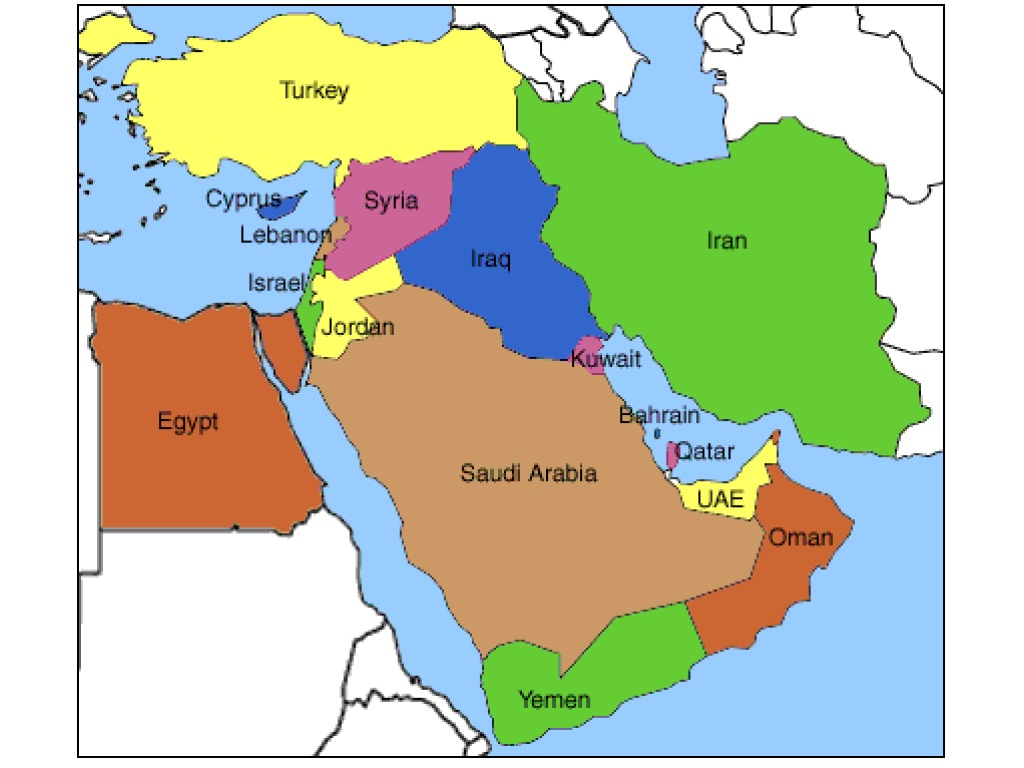 Turkey
Cyprus
Syria
Lebanon
Iran
Iraq
Israel
Jordan
Kuwait
Bahrain
Egypt
Qatar
Saudi Arabia
UAE
Oman
Yemen